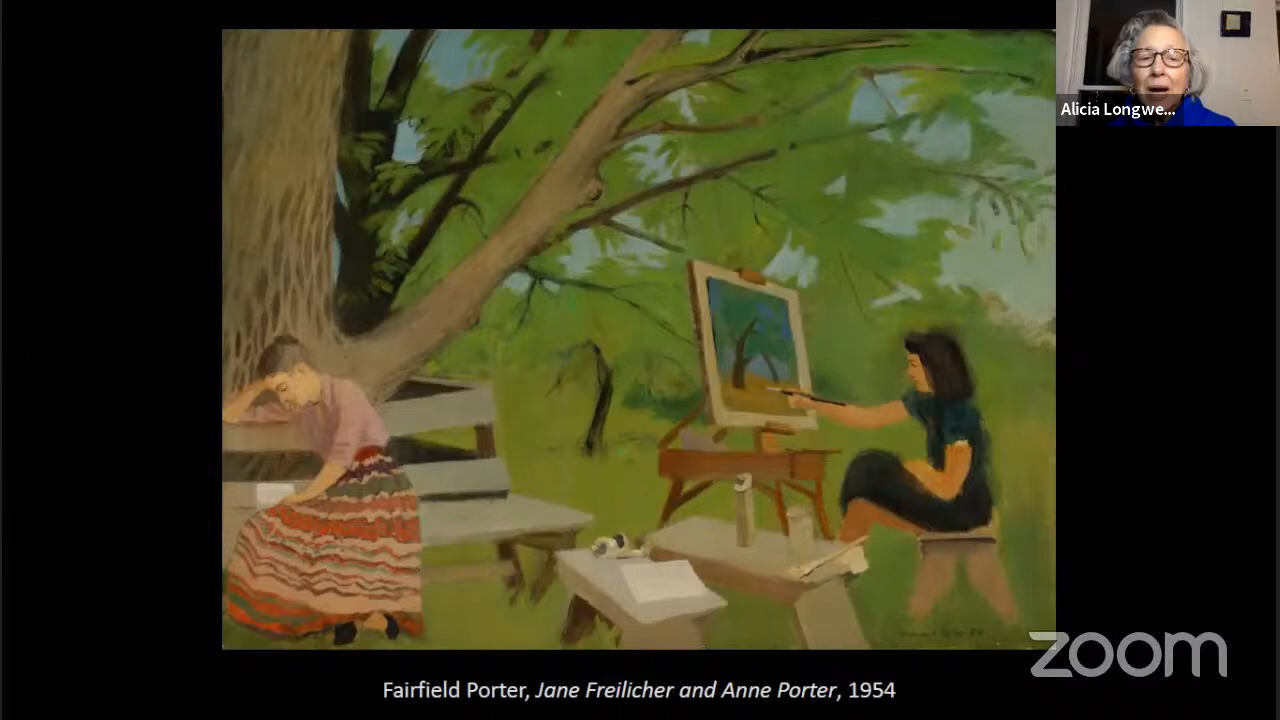 Alicia Longwe...
zoom
Fairfield Porter, Jane Freilicher and Anne Porter, 1954